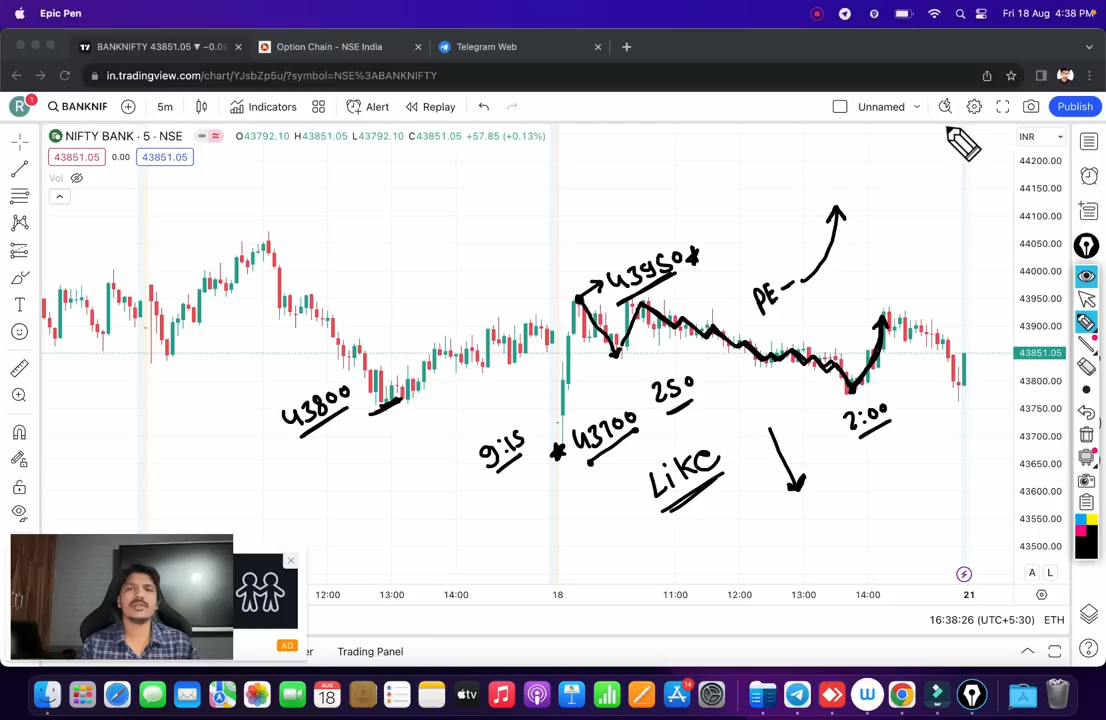 Epic Pen
Fri 18 Aug 4:38 PM
BANKNIFTY 43851.05 ▼ −0.0
Option Chain - NSE India
Telegram Web
in.tradingview.com/chart/YJsbZp5u/?symbol=NSE%3ABANKNIFTY
R 1
BANKNIF
5m
Indicators
Alert
Replay
Unnamed
Publish
NIFTY BANK · 5 · NSE
O43792.10 H43851.05 L43792.10 C43851.05 +57.85 (+0.13%)
INR
43851.05 0.00 43851.05
Vol
44200.00
44150.00
44100.00
44050.00
44000.00
43950.00
43900.00
43851.05
43800.00
43750.00
43700.00
43650.00
43600.00
43550.00
43500.00
43950
PE
43800
250
2:00
9:15
43700
Like
AD
A L
12:00 13:00 14:00 18 11:00 12:00 13:00 14:00 21
16:38:26 (UTC+5:30) ETH
Trading Panel
AUG
18
14
tv
W